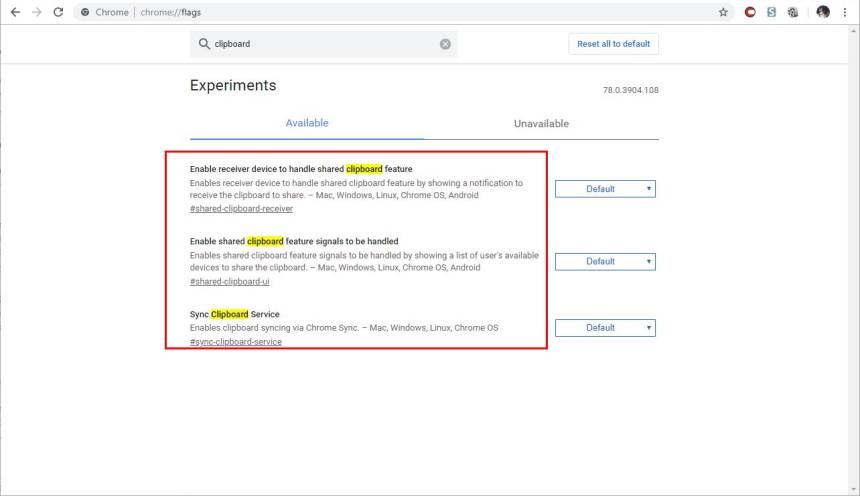 Chrome | chrome://flags
clipboard
Reset all to default
Experiments
78.0.3904.108
Available
Unavailable
Enable receiver device to handle shared clipboard feature
Enables receiver device to handle shared clipboard feature by showing a notification to
receive the clipboard to share. – Mac, Windows, Linux, Chrome OS, Android
#shared-clipboard-receiver
Default
Enable shared clipboard feature signals to be handled
Enables shared clipboard feature signals to be handled by showing a list of user's available
devices to share the clipboard. – Mac, Windows, Linux, Chrome OS, Android
#shared-clipboard-ui
Default
Sync Clipboard Service
Enables clipboard syncing via Chrome Sync. – Mac, Windows, Linux, Chrome OS
#sync-clipboard-service
Default